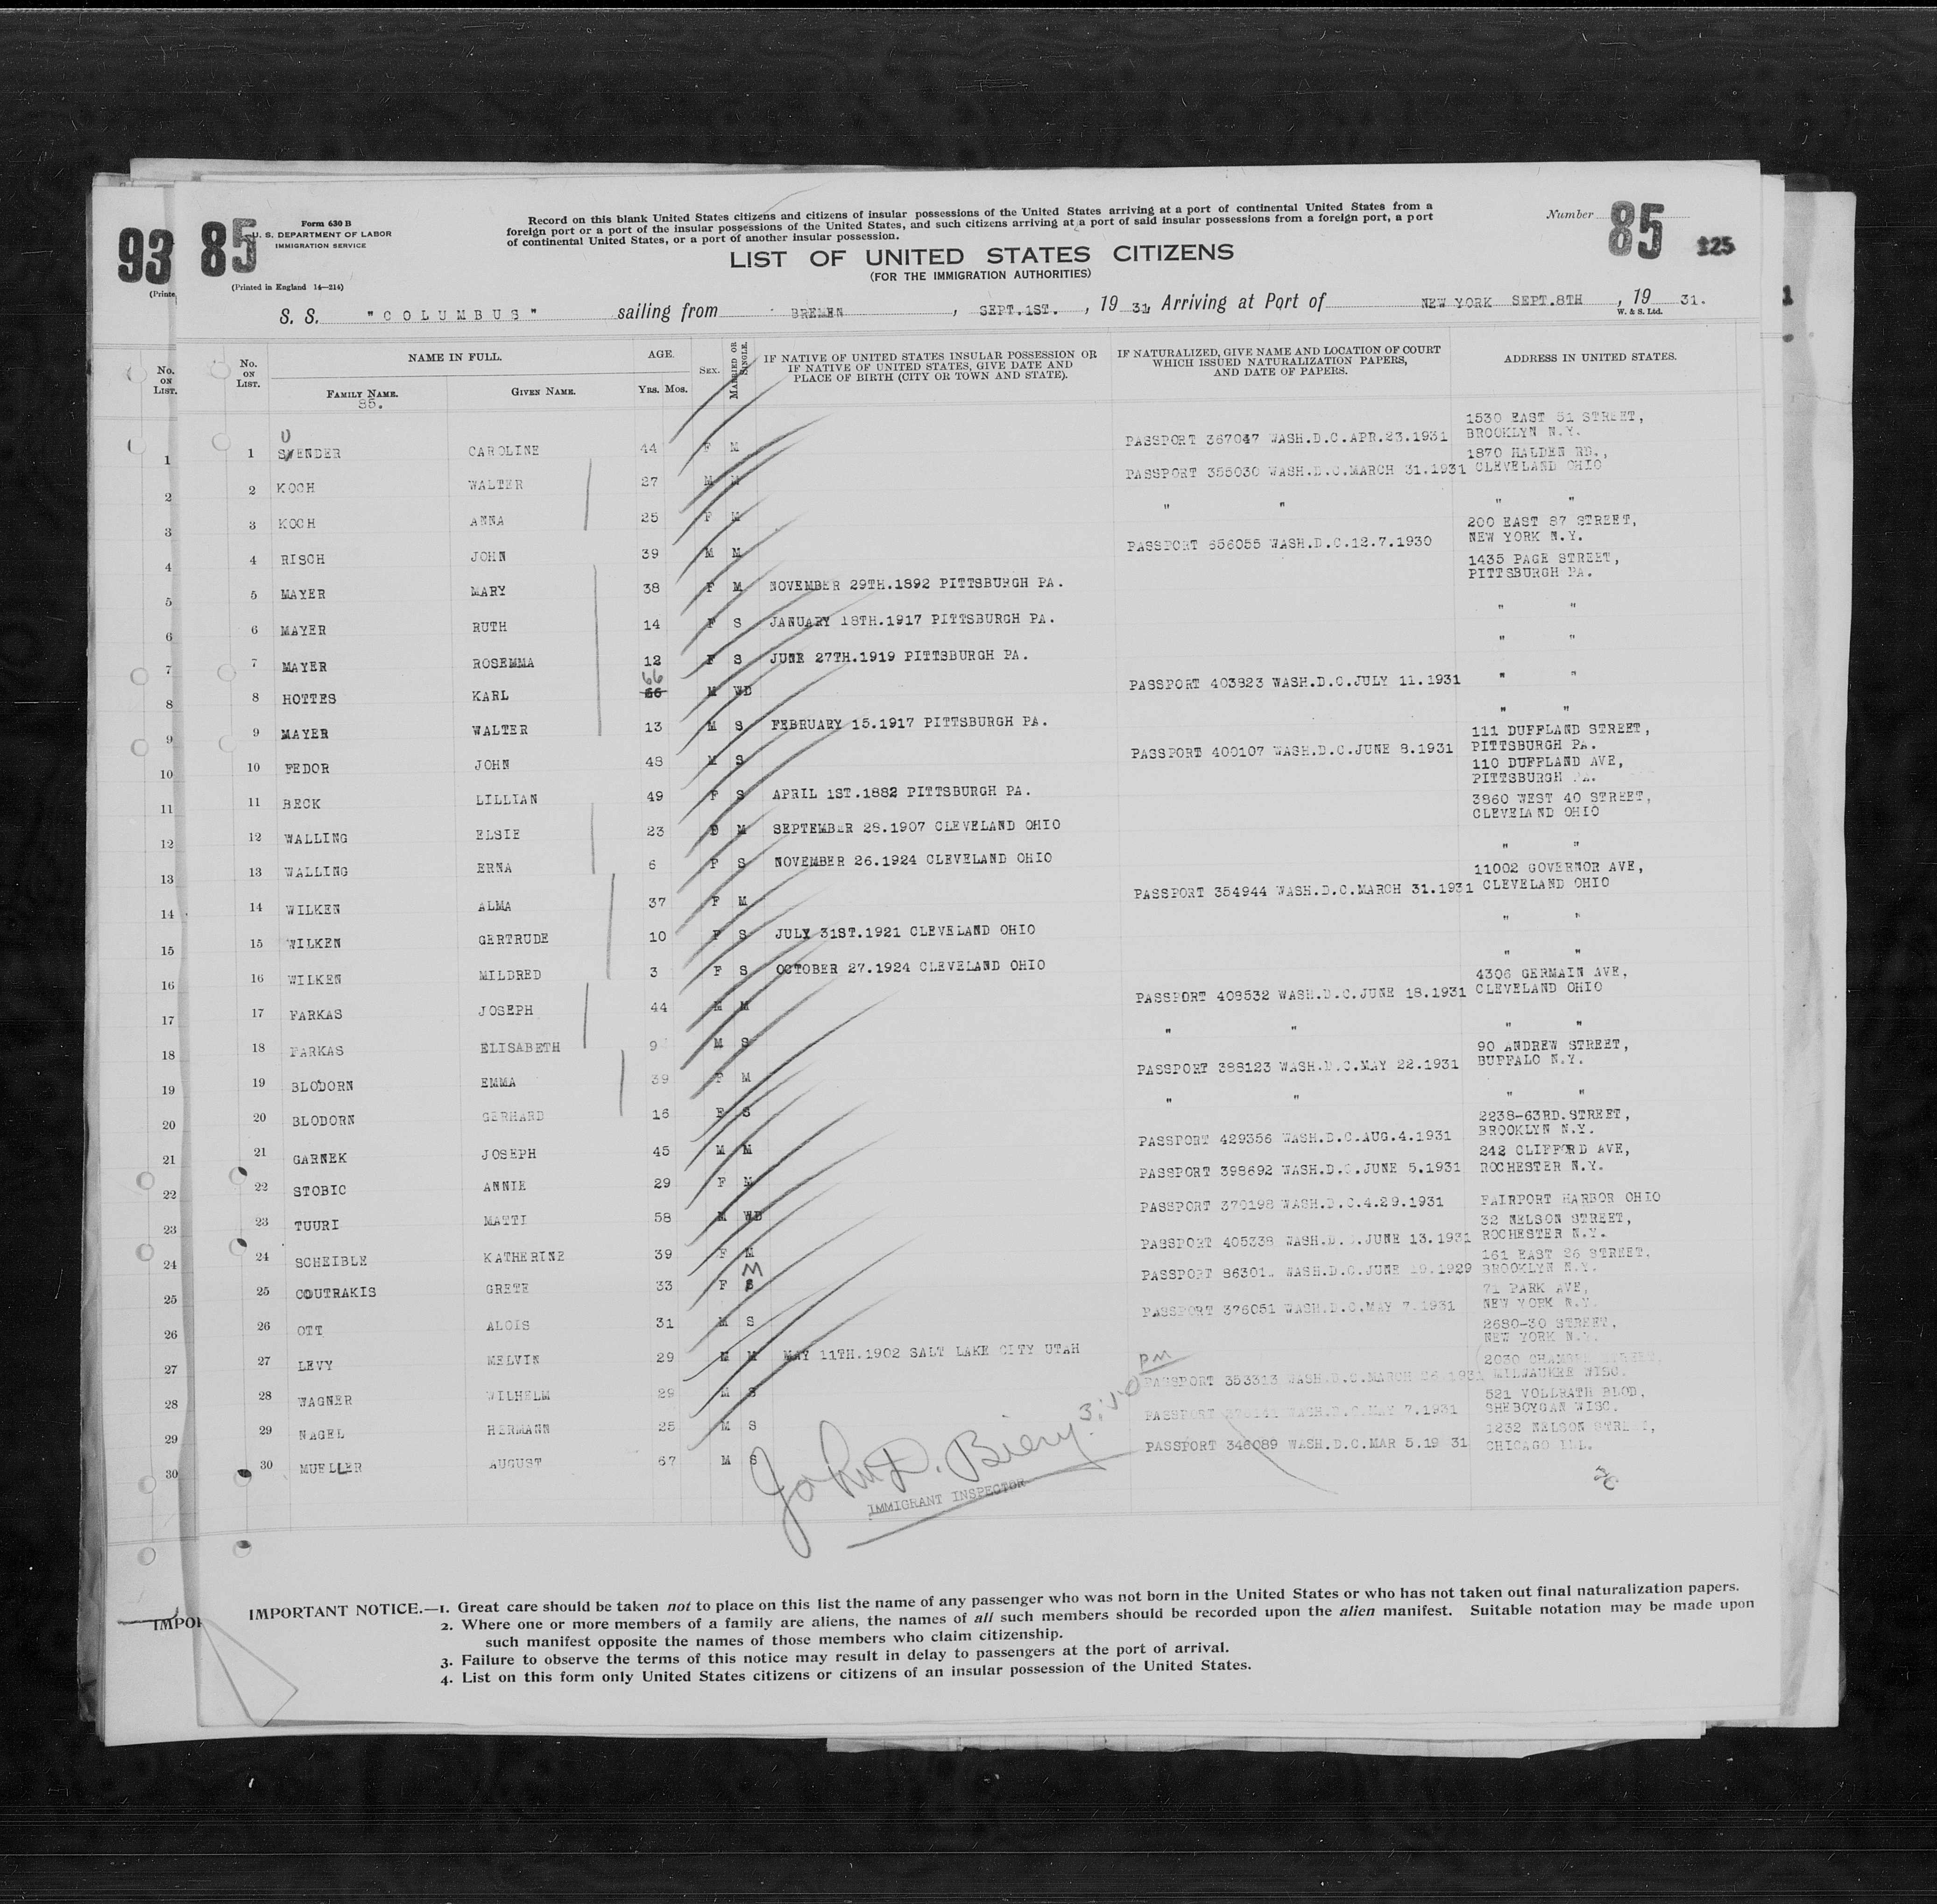 93 85
Form 630 B
U. S. DEPARTMENT OF LABOR
IMMIGRATION SERVICE
(Printed in England 14—214)
Record on this blank United States citizens and citizens of insular possessions of the United States arriving at a port of continental United States from a
foreign port or a port of the insular possessions of the United States, and such citizens arriving at a port of said insular possessions from a foreign port, a port
of continental United States, or a port of another insular possession.
Number 85 125
LIST OF UNITED STATES CITIZENS
(FOR THE IMMIGRATION AUTHORITIES)
S. S. "COLUMBUS" sailing from BREMEN, SEPT.1ST., 19 31, Arriving at Port of NEW YORK SEPT.8TH, 19 31.
W. & S. Ltd.
No. ON LIST. NAME IN FULL. FAMILY NAME. GIVEN NAME. AGE. YRS. MOS. SEX. MARRIED OR SINGLE. IF NATIVE OF UNITED STATES INSULAR POSSESSION OR IF NATIVE OF UNITED STATES, GIVE DATE AND PLACE OF BIRTH (CITY OR TOWN AND STATE). IF NATURALIZED, GIVE NAME AND LOCATION OF COURT WHICH ISSUED NATURALIZATION PAPERS, AND DATE OF PAPERS. ADDRESS IN UNITED STATES.
85.
1 CAROLINE 44 F M PASSPORT 367047 WASH.D.C.APR.23.1931 1530 EAST 51 STREET, BROOKLYN N.Y.
2 KOCH WALTER 27 M M PASSPORT 355030 WASH.D.C.MARCH 31.1931 1870 HALDEN RD., CLEVELAND OHIO
3 KOCH ANNA 25 F M " " " "
4 RISCH JOHN 39 M M PASSPORT 656055 WASH.D.C.12.7.1930 200 EAST 87 STREET, NEW YORK N.Y.
5 MAYER MARY 38 F M NOVEMBER 29TH.1892 PITTSBURGH PA. 1435 PAGE STREET, PITTSBURGH PA.
6 MAYER RUTH 14 F S JANUARY 18TH.1917 PITTSBURGH PA. " "
7 MAYER ROSEMMA 12 F S JUNE 27TH.1919 PITTSBURGH PA. " "
8 HOTTES KARL 66 M WD PASSPORT 403823 WASH.D.C.JULY 11.1931 " "
9 MAYER WALTER 13 M S FEBRUARY 15.1917 PITTSBURGH PA. " "
10 FEDOR JOHN 48 M S PASSPORT 400107 WASH.D.C.JUNE 8.1931 111 DUFFLAND STREET, PITTSBURGH PA.
11 BECK LILLIAN 49 F S APRIL 1ST.1882 PITTSBURGH PA. 110 DUFFLAND AVE, PITTSBURGH PA.
12 WALLING ELSIE 23 M SEPTEMBER 28.1907 CLEVELAND OHIO 3860 WEST 40 STREET, CLEVELAND OHIO
13 WALLING ERNA 6 F S NOVEMBER 26.1924 CLEVELAND OHIO " "
14 WILKEN ALMA 37 F M PASSPORT 354944 WASH.D.C.MARCH 31.1931 11002 GOVERNOR AVE, CLEVELAND OHIO
15 WILKEN GERTRUDE 10 F S JULY 31ST.1921 CLEVELAND OHIO " "
16 WILKEN MILDRED 3 F S OCTOBER 27.1924 CLEVELAND OHIO " "
17 FARKAS JOSEPH 44 M M PASSPORT 408532 WASH.D.C.JUNE 18.1931 4306 GERMAIN AVE, CLEVELAND OHIO
18 FARKAS ELISABETH 9 M S " " " "
19 BLODORN EMMA 39 F M PASSPORT 388123 WASH.D.C.MAY 22.1931 90 ANDREW STREET, BUFFALO N.Y.
20 BLODORN GERHARD 16 F S " " " "
21 GARNEK JOSEPH 45 M M PASSPORT 429356 WASH.D.C.AUG.4.1931 2238-63RD.STREET, BROOKLYN N.Y.
22 STOBIC ANNIE 29 F M PASSPORT 398692 WASH.D.C.JUNE 5.1931 242 CLIFFORD AVE, ROCHESTER N.Y.
23 TUURI MATTI 58 M WD PASSPORT 370198 WASH.D.C.4.29.1931 FAIRPORT HARBOR OHIO
24 SCHEIBLE KATHERINE 39 F M PASSPORT 405338 WASH.D.C.JUNE 13.1931 32 NELSON STREET, ROCHESTER N.Y.
25 COUTRAKIS GRETE 33 F M PASSPORT WASH.D.C.JUNE 19.1929 161 EAST 26 STREET. BROOKLYN N.Y.
26 OTT ALOIS 31 M S PASSPORT 376051 WASH.D.C.MAY 7.1931 71 PARK AVE, NEW YORK N.Y.
27 LEVY MELVIN 29 M M MAY 11TH.1902 SALT LAKE CITY UTAH 2680-30 STREET, NEW YORK N.Y.
28 WAGNER WILHELM 29 M S PASSPORT 353313 WASH.D.C.MARCH 1931 2030 MILWAUKEE WISC.
29 NAGEL HERMANN 25 M S PASSPORT WASH.D.C.MAY 7.1931 521 VOLLRATH BLOD. SHEBOYGAN WISC.
30 MUELLER AUGUST 67 M S PASSPORT 346089 WASH.D.C.MAR 5.19 31 1232 NELSON STREET, CHICAGO ILL.
John D. Biery. 3:50 PM
IMMIGRANT INSPECTOR
IMPORTANT NOTICE.—1. Great care should be taken not to place on this list the name of any passenger who was not born in the United States or who has not taken out final naturalization papers.
2. Where one or more members of a family are aliens, the names of all such members should be recorded upon the alien manifest. Suitable notation may be made upon
such manifest opposite the names of those members who claim citizenship.
3. Failure to observe the terms of this notice may result in delay to passengers at the port of arrival.
4. List on this form only United States citizens or citizens of an insular possession of the United States.